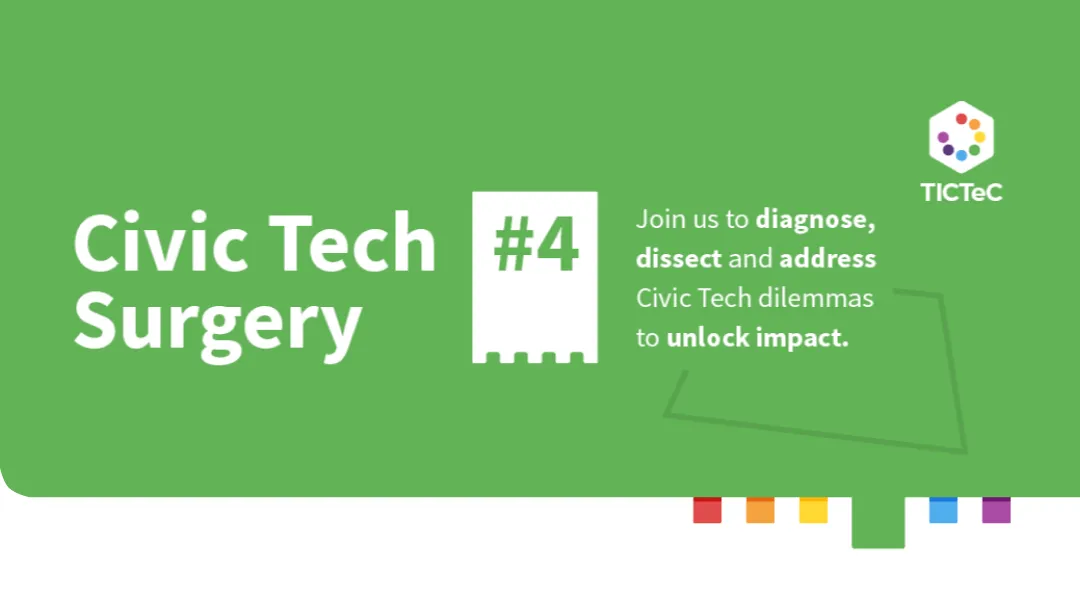 Civic Tech
Surgery
#4
Join us to diagnose,
dissect and address
Civic Tech dilemmas
to unlock impact.
TICTeC